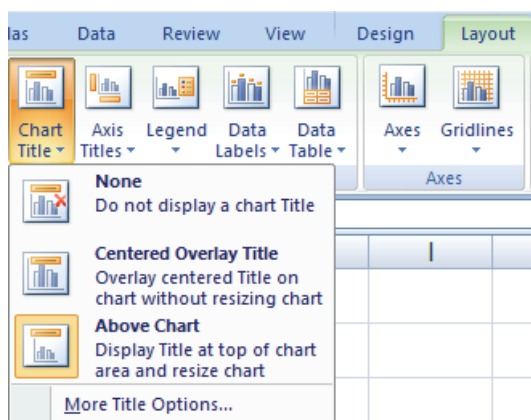 las Data Review View Design Layout
Chart Title Axis Titles Legend Data Labels Data Table Axes Gridlines
Axes
None
Do not display a chart Title
Centered Overlay Title
Overlay centered Title on
chart without resizing chart
Above Chart
Display Title at top of chart
area and resize chart
More Title Options...
I